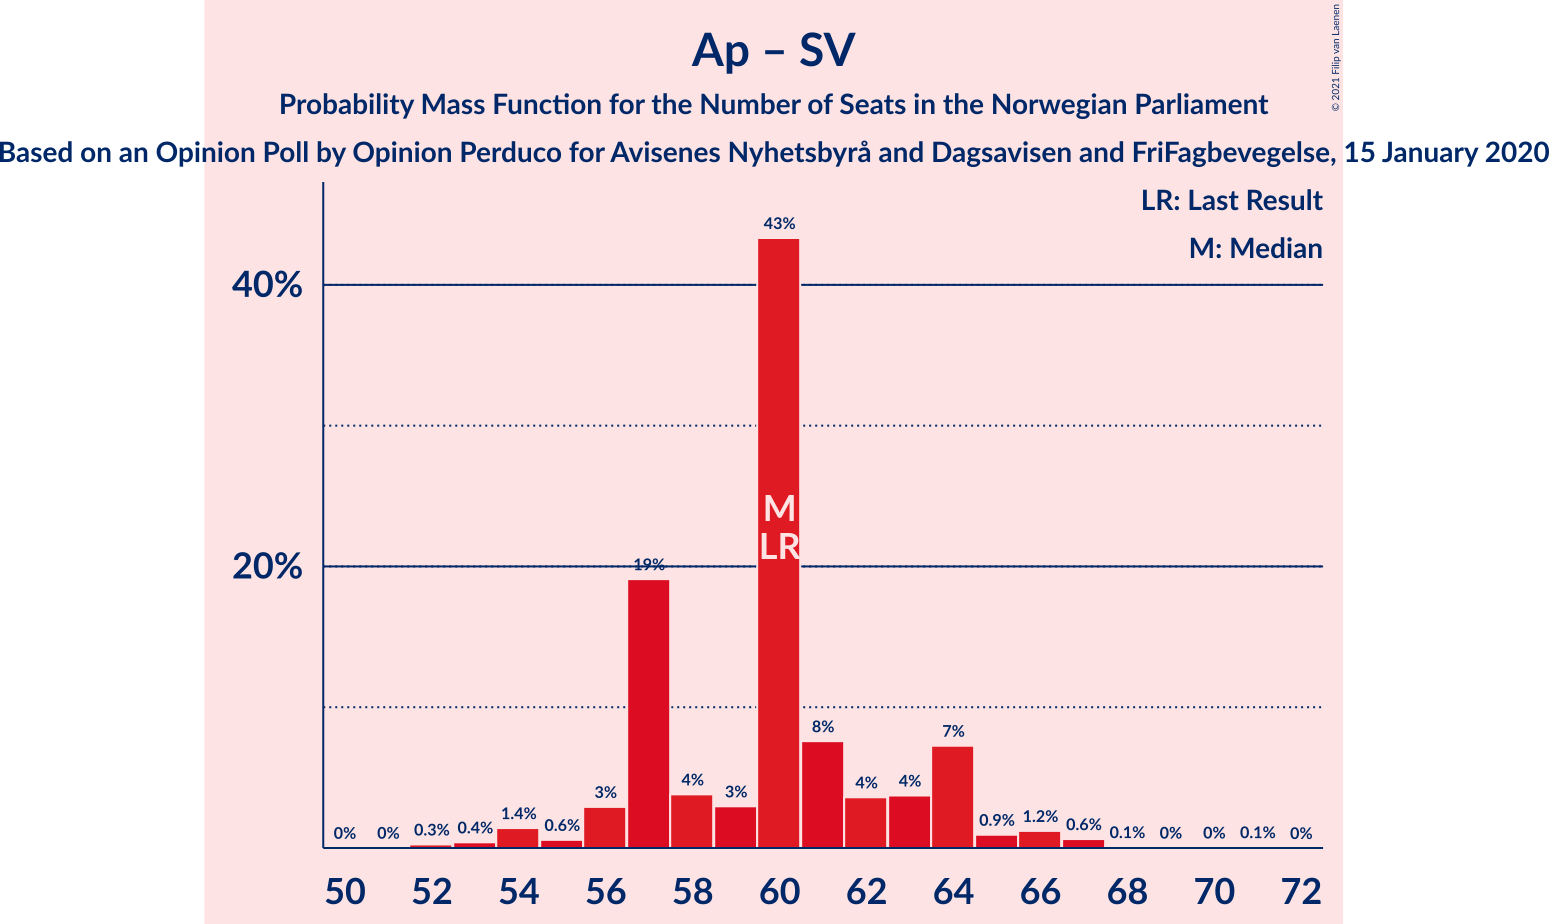 Ap – SV
Probability Mass Function for the Number of Seats in the Norwegian Parliament
Based on an Opinion Poll by Opinion Perduco for Avisenes Nyhetsbyrå and Dagsavisen and FriFagbevegelse, 15 January 2020
© 2021 Filip van Laenen
LR: Last Result
M: Median
43%
40%
M
LR
20%
19%
8%
7%
3%
4%
3%
4%
4%
0%
0%
0.3%
0.4%
1.4%
0.6%
0.9%
1.2%
0.6%
0.1%
0%
0%
0.1%
0%
50 52 54 56 58 60 62 64 66 68 70 72